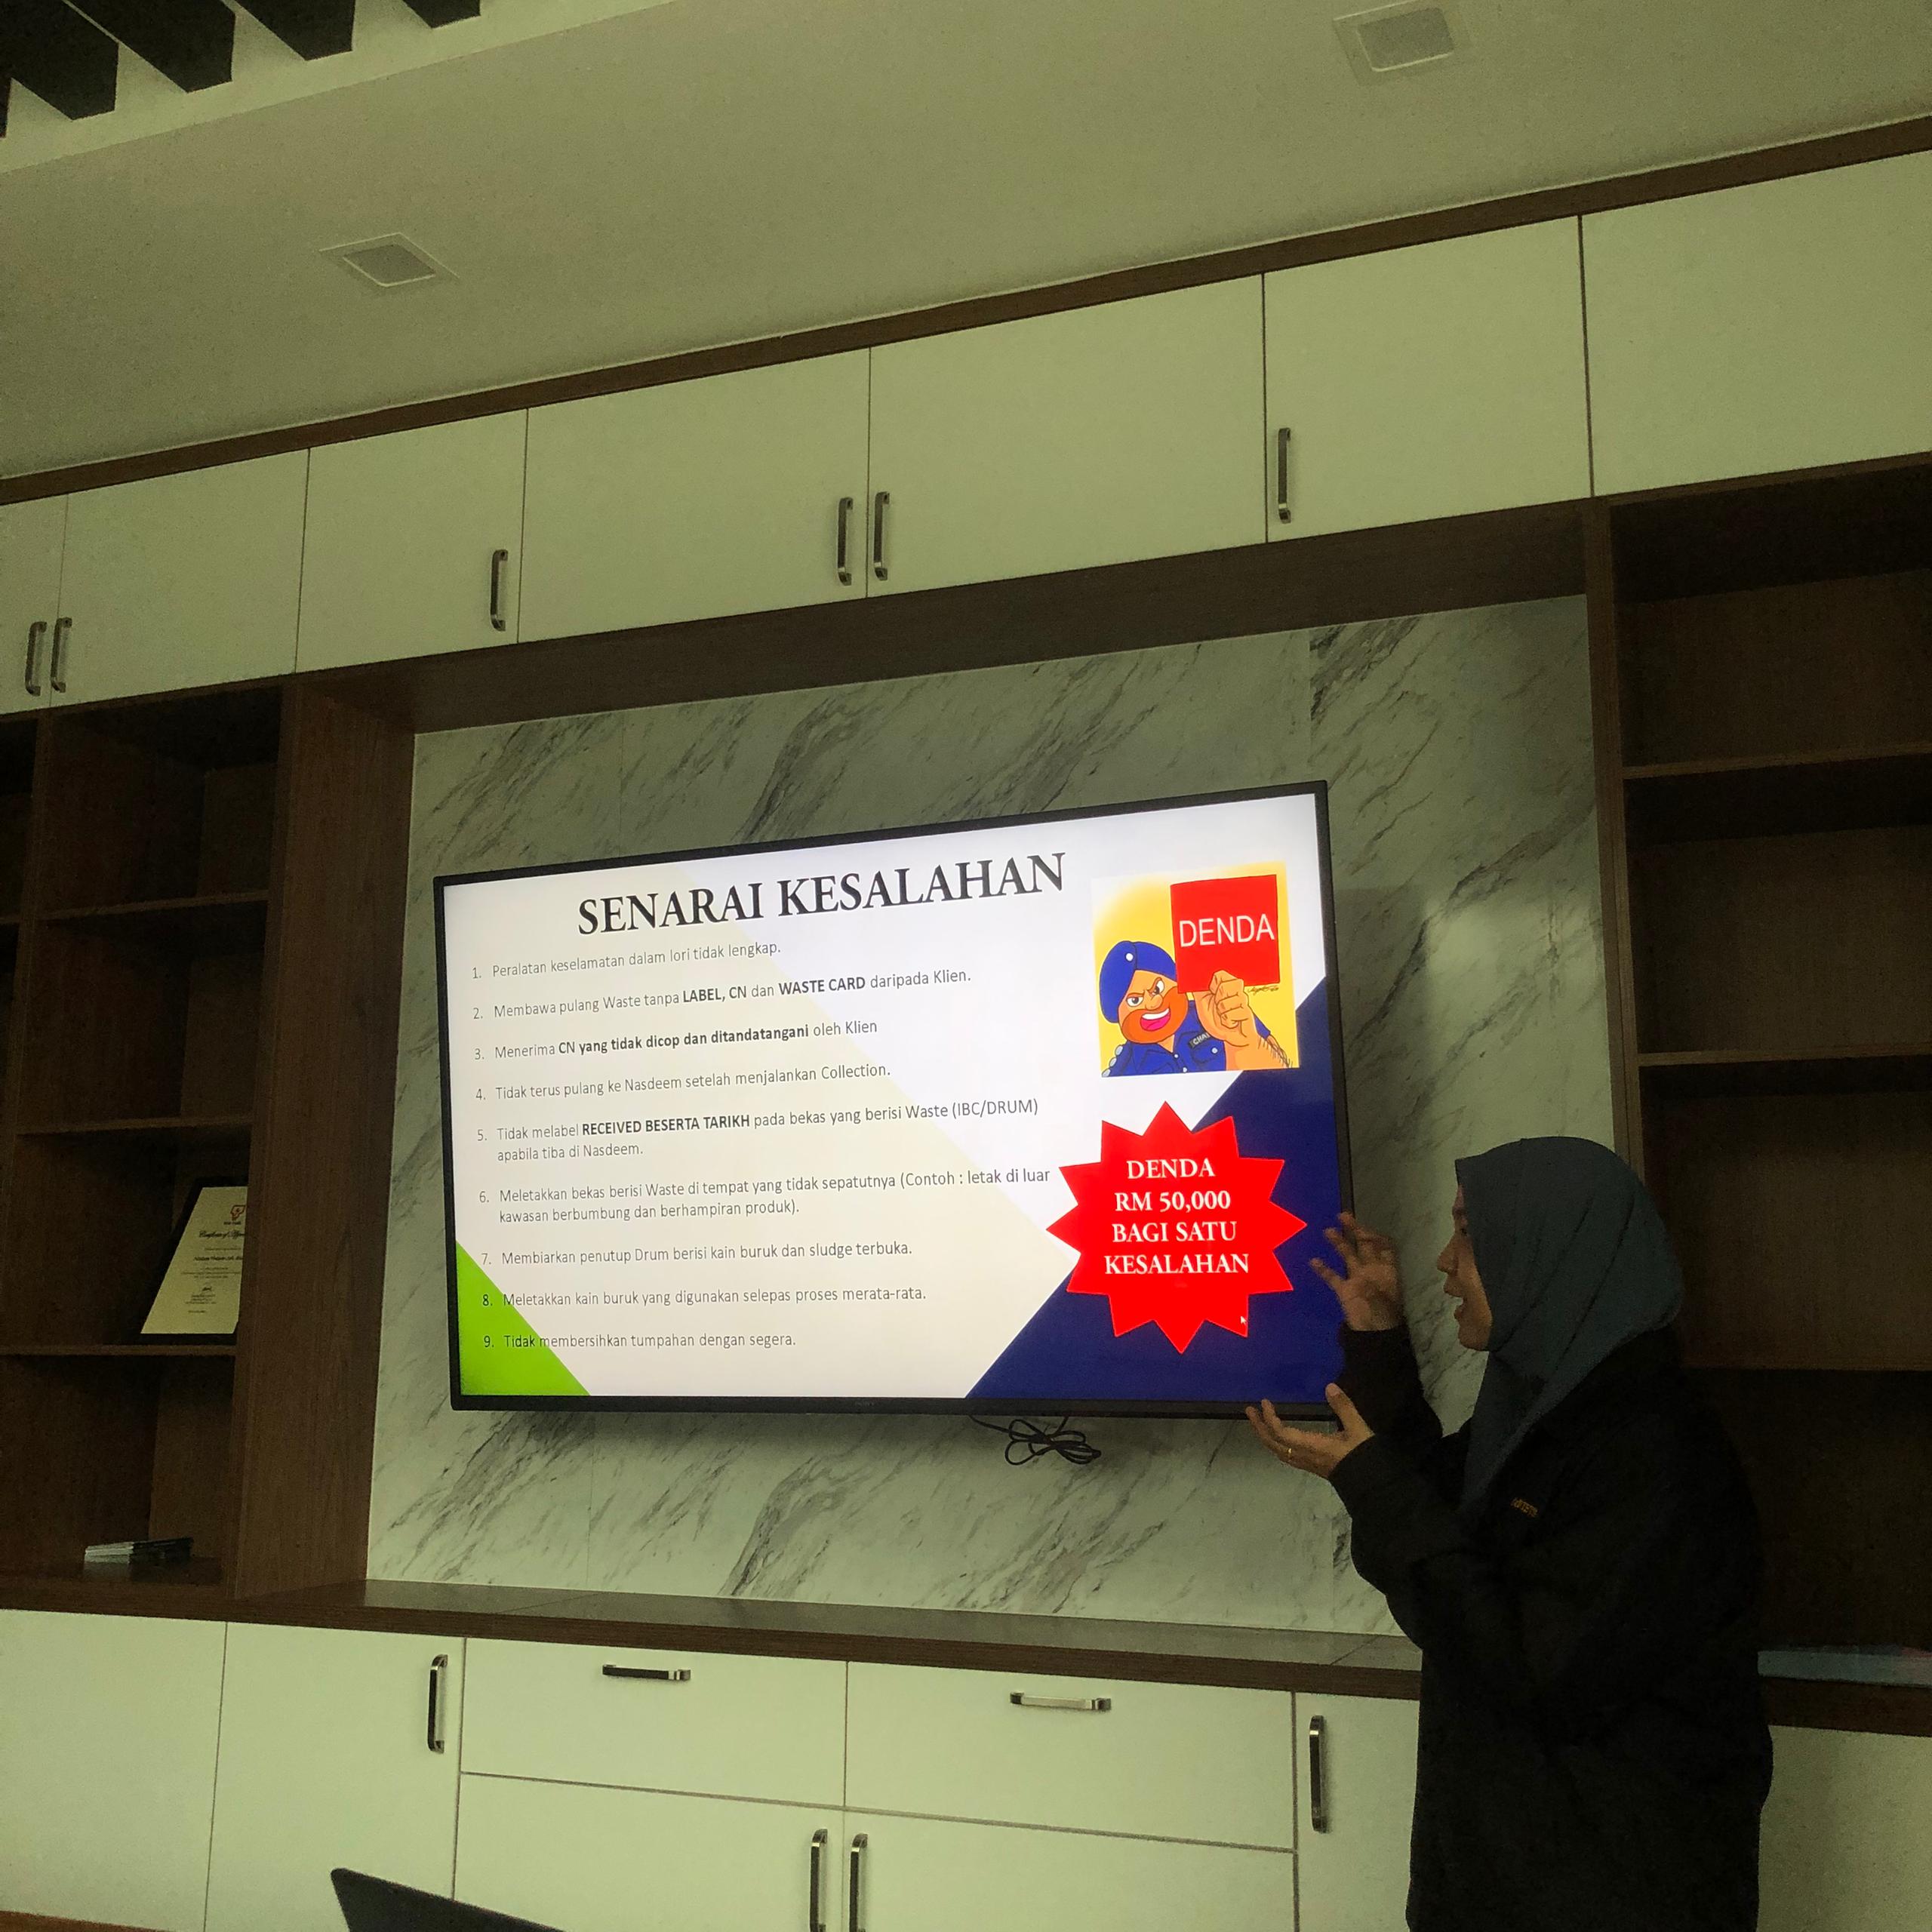 SENARAI KESALAHAN
1. Peralatan keselamatan dalam lori tidak lengkap.
2. Membawa pulang Waste tanpa LABEL, CN dan WASTE CARD daripada Klien.
3. Menerima CN yang tidak dicop dan ditandatangani oleh Klien
4. Tidak terus pulang ke Nasdeem setelah menjalankan Collection.
5. Tidak melabel RECEIVED BESERTA TARIKH pada bekas yang berisi Waste (IBC/DRUM)
apabila tiba di Nasdeem.
6. Meletakkan bekas berisi Waste di tempat yang tidak sepatutnya (Contoh : letak di luar
kawasan berbumbung dan berhampiran produk).
7. Membiarkan penutup Drum berisi kain buruk dan sludge terbuka.
8. Meletakkan kain buruk yang digunakan selepas proses merata-rata.
9. Tidak membersihkan tumpahan dengan segera.
DENDA
DENDA
RM 50,000
BAGI SATU
KESALAHAN